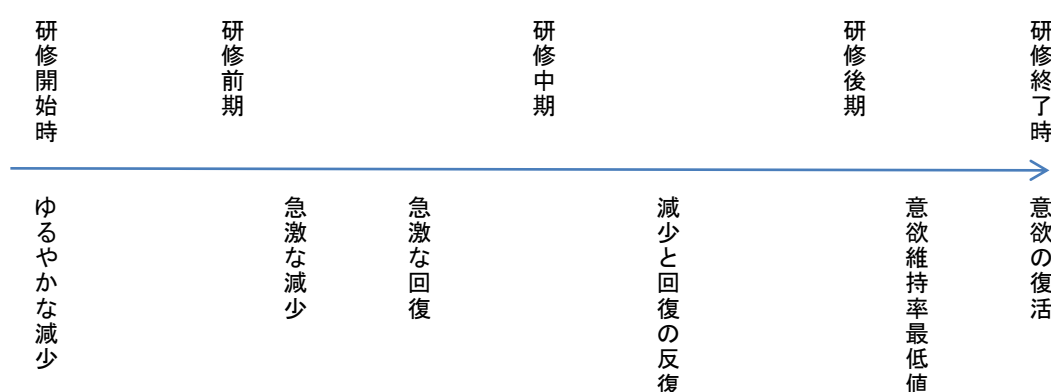 研修開始時
研修前期
研修中期
研修後期
研修終了時
ゆるやかな減少
急激な減少
急激な回復
減少と回復の反復
意欲維持率最低値
意欲の復活